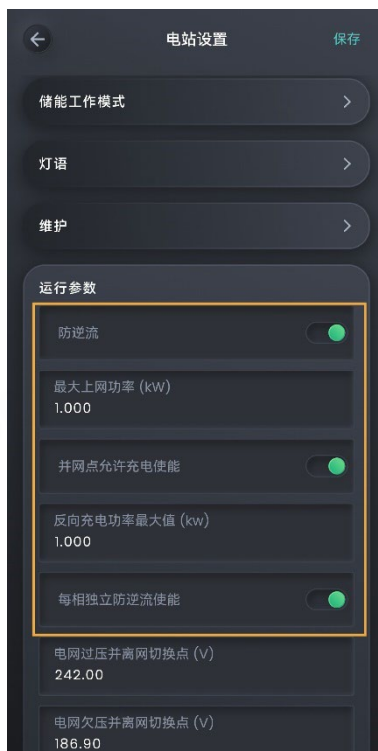 电站设置
保存
储能工作模式
灯语
维护
运行参数
防逆流
最大上网功率 (kW)
1.000
并网点允许充电使能
反向充电功率最大值 (kw)
1.000
每相独立防逆流使能
电网过压并离网切换点 (V)
242.00
电网欠压并离网切换点 (V)
186.90